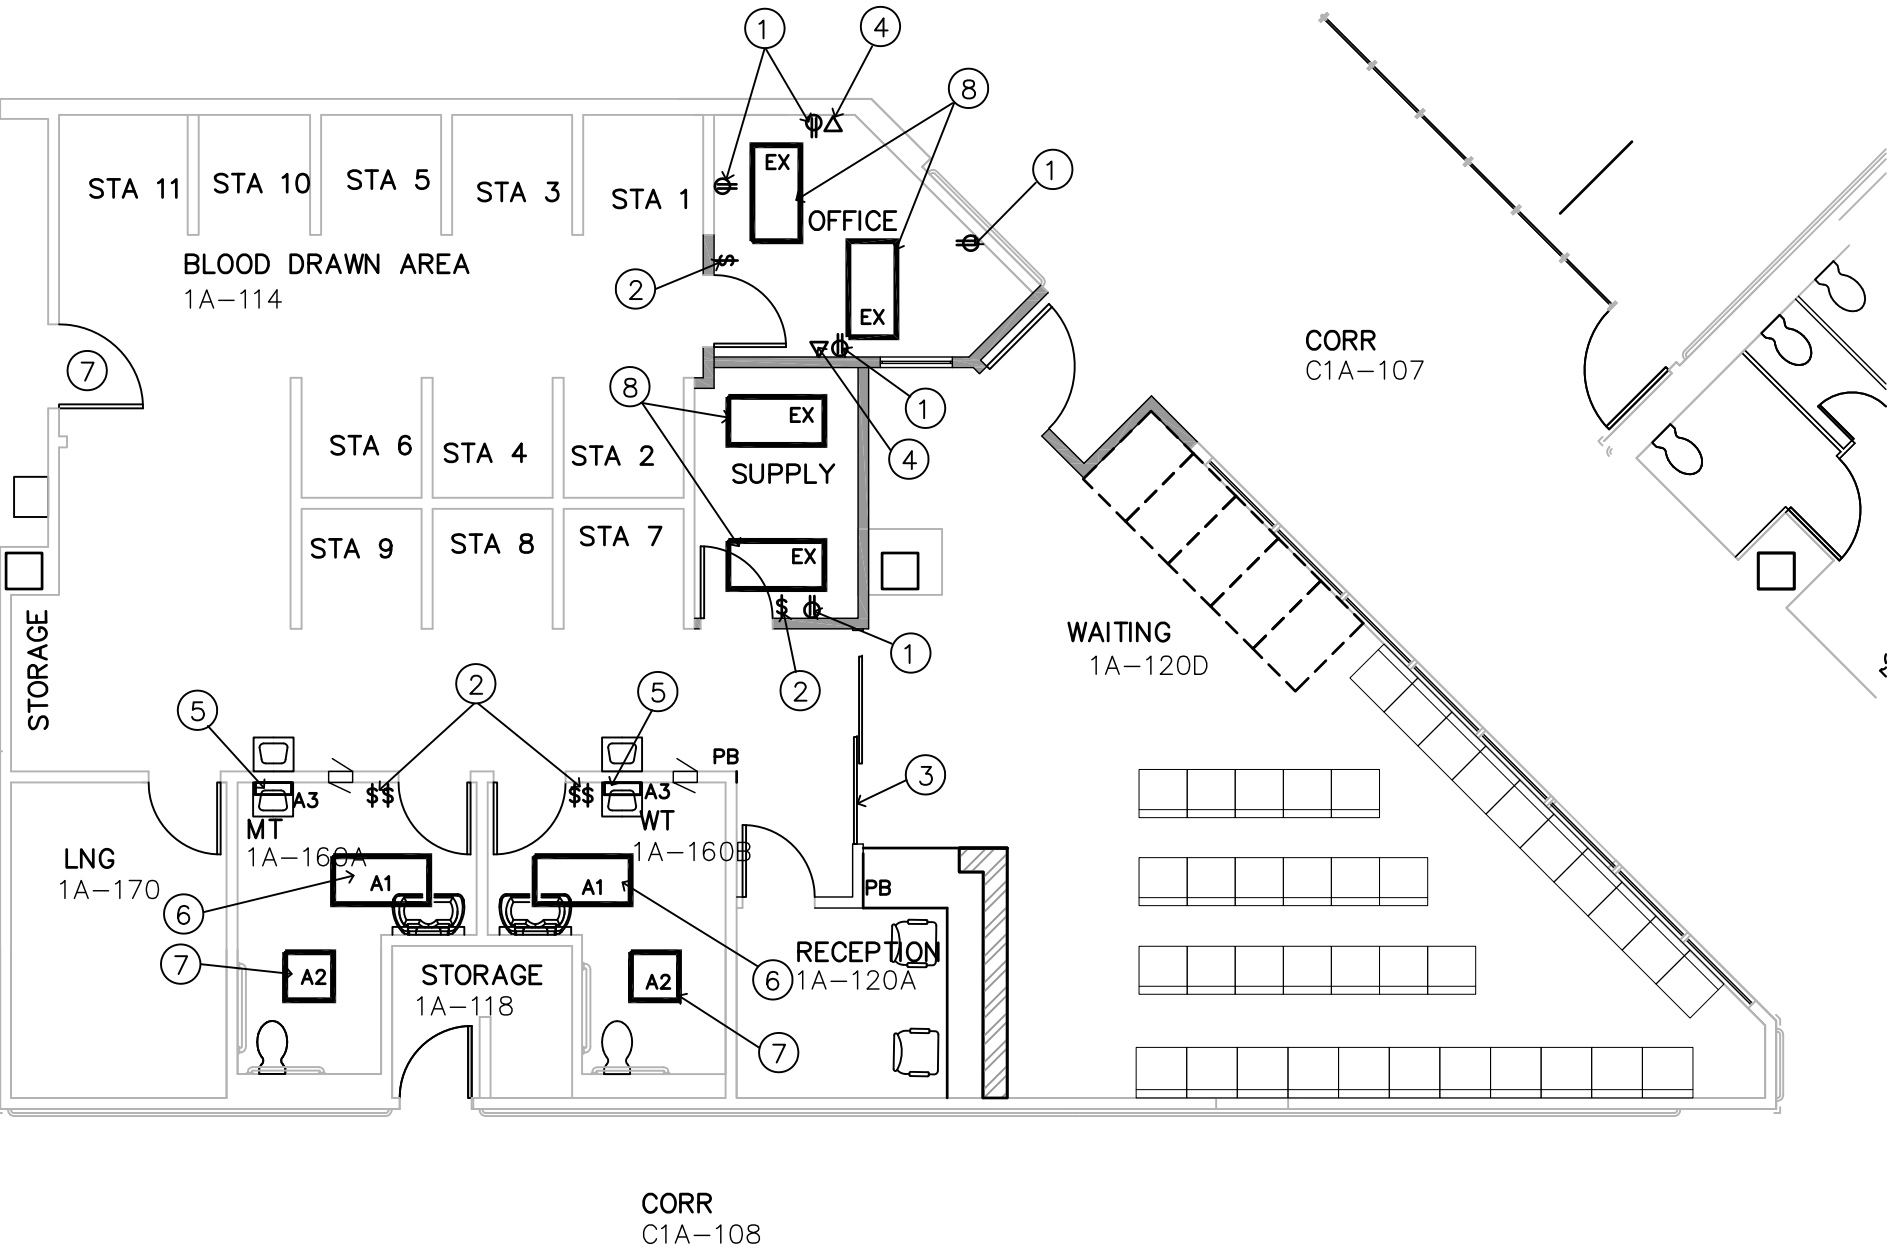 1
4
8
1
EX
STA 11
STA 10
STA 5
STA 3
STA 1
OFFICE
BLOOD DRAWN AREA
1A-114
$
2
EX
CORR
C1A-107
7
8
1
EX
4
STA 6
STA 4
STA 2
SUPPLY
STA 9
STA 8
STA 7
EX
$
STORAGE
WAITING
1A-120D
1
2
2
5
5
PB
3
A3
$$
$$
A3
MT
1A-160A
WT
1A-160B
LNG
1A-170
A1
A1
PB
6
7
A2
STORAGE
1A-118
A2
6
RECEPTION
1A-120A
7
CORR
C1A-108